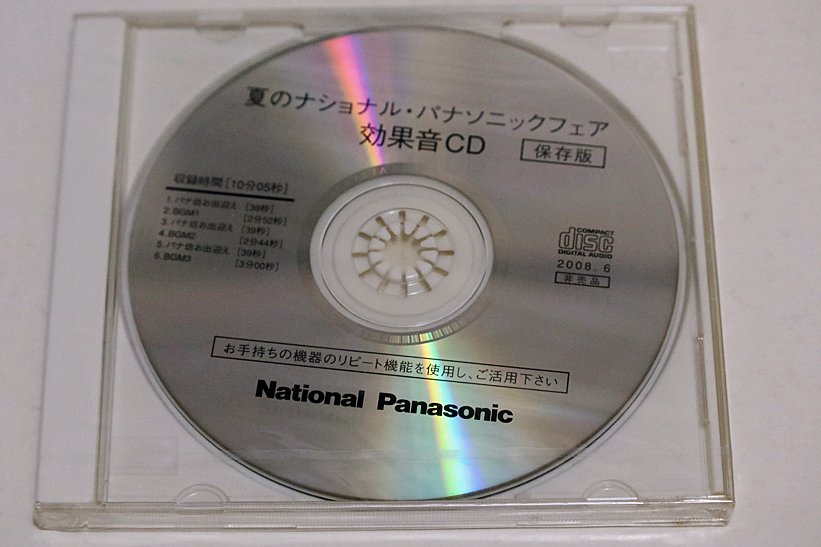 夏のナショナル・パナソニックフェア
効果音CD 保存版
収録時間[10分05秒]
1.パナ坊お出迎え [39秒]
2.BGM1 [2分52秒]
3.パナ坊お出迎え [39秒]
4.BGM2 [2分44秒]
5.パナ坊お出迎え [39秒]
6.BGM3 [3分00秒]
COMPACT
disc
DIGITAL AUDIO
2008.6
非売品
お手持ちの機器のリピート機能を使用し、ご活用下さい
National Panasonic